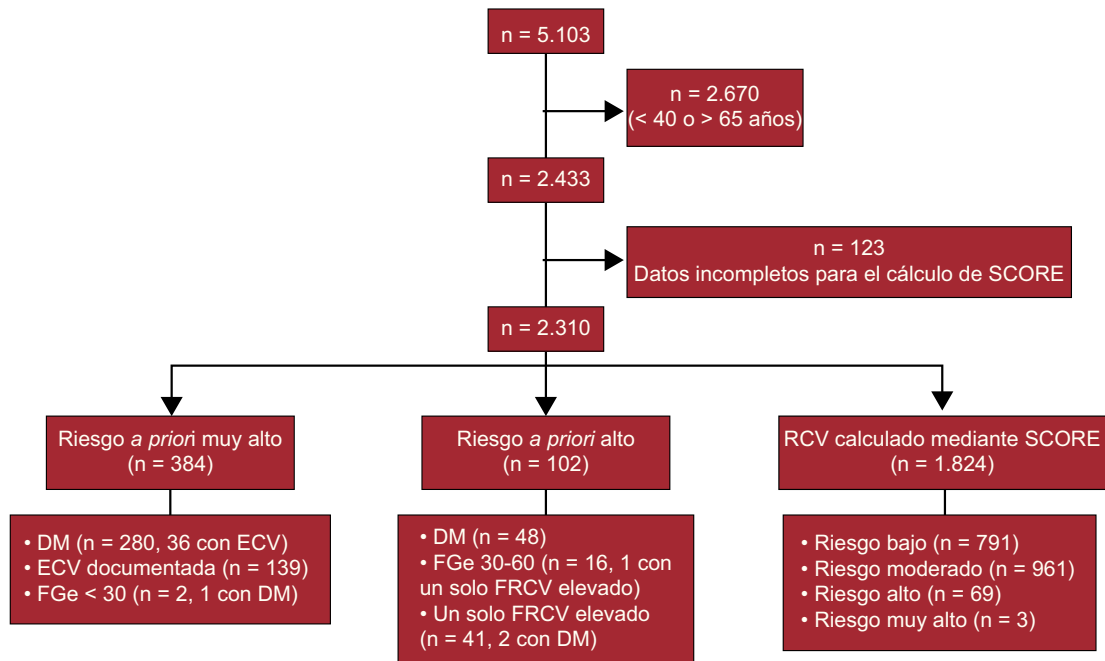 n = 5.103
n = 2.670
(< 40 o > 65 años)
n = 2.433
n = 123
Datos incompletos para el cálculo de SCORE
n = 2.310
Riesgo a priori muy alto
(n = 384)
Riesgo a priori alto
(n = 102)
RCV calculado mediante SCORE
(n = 1.824)
• DM (n = 280, 36 con ECV)
• ECV documentada (n = 139)
• FGe < 30 (n = 2, 1 con DM)
• DM (n = 48)
• FGe 30-60 (n = 16, 1 con
un solo FRCV elevado)
• Un solo FRCV elevado
(n = 41, 2 con DM)
• Riesgo bajo (n = 791)
• Riesgo moderado (n = 961)
• Riesgo alto (n = 69)
• Riesgo muy alto (n = 3)